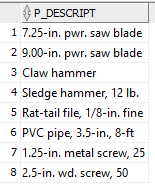 P_DESCRIPT
1 7.25-in. pwr. saw blade
2 9.00-in. pwr. saw blade
3 Claw hammer
4 Sledge hammer, 12 lb.
5 Rat-tail file, 1/8-in. fine
6 PVC pipe, 3.5-in., 8-ft
7 1.25-in. metal screw, 25
8 2.5-in. wd. screw, 50